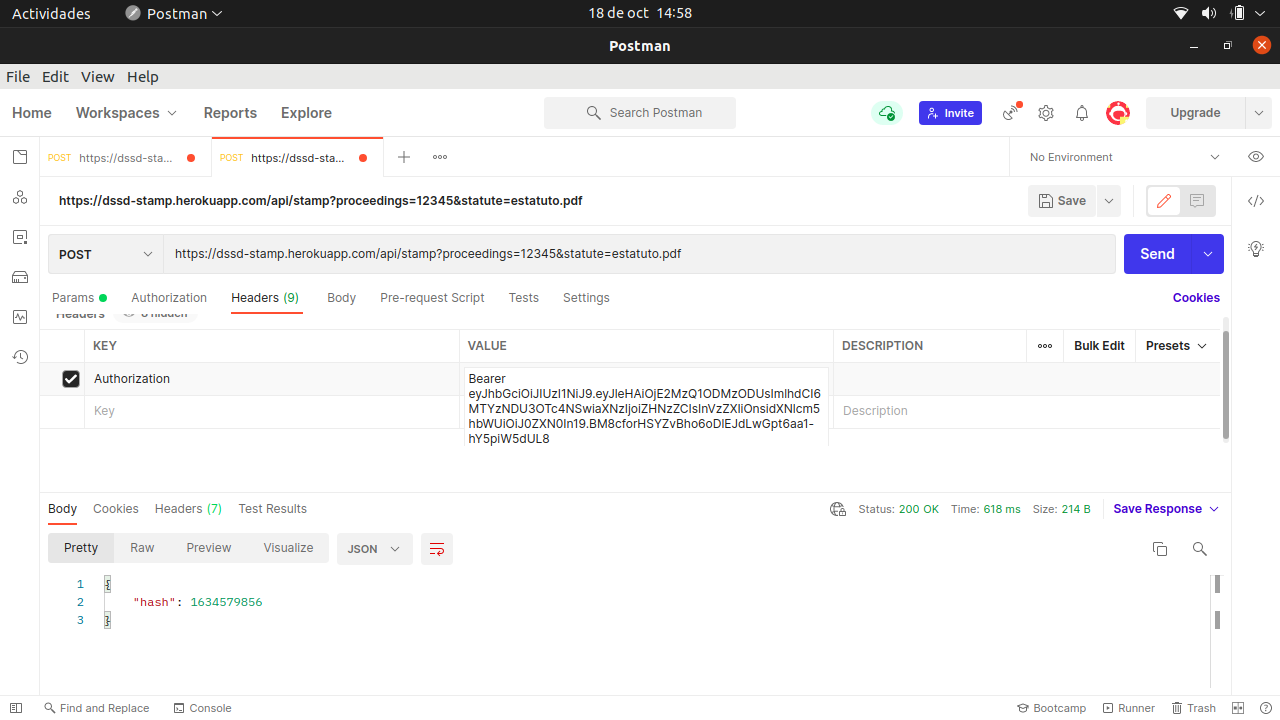 Actividades
Postman
18 de oct 14:58
Postman
File Edit View Help
Home Workspaces Reports Explore
Search Postman
Invite
Upgrade
POST https://dssd-sta...
POST https://dssd-sta...
No Environment
https://dssd-stamp.herokuapp.com/api/stamp?proceedings=12345&statute=estatuto.pdf
Save
POST
https://dssd-stamp.herokuapp.com/api/stamp?proceedings=12345&statute=estatuto.pdf
Send
Params Authorization Headers (9) Body Pre-request Script Tests Settings
Cookies
Headers
8 hidden
KEY VALUE DESCRIPTION
Bulk Edit Presets
Authorization
Bearer
Key
Description
Body Cookies Headers (7) Test Results
Status: 200 OK Time: 618 ms Size: 214 B
Save Response
Pretty Raw Preview Visualize
JSON
1 {
2 "hash": 1634579856
3 }
Find and Replace Console
Bootcamp Runner Trash